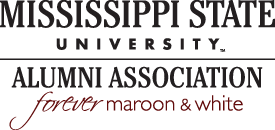 MISSISSIPPI STATE
UNIVERSITY™
ALUMNI ASSOCIATION
forever maroon & white